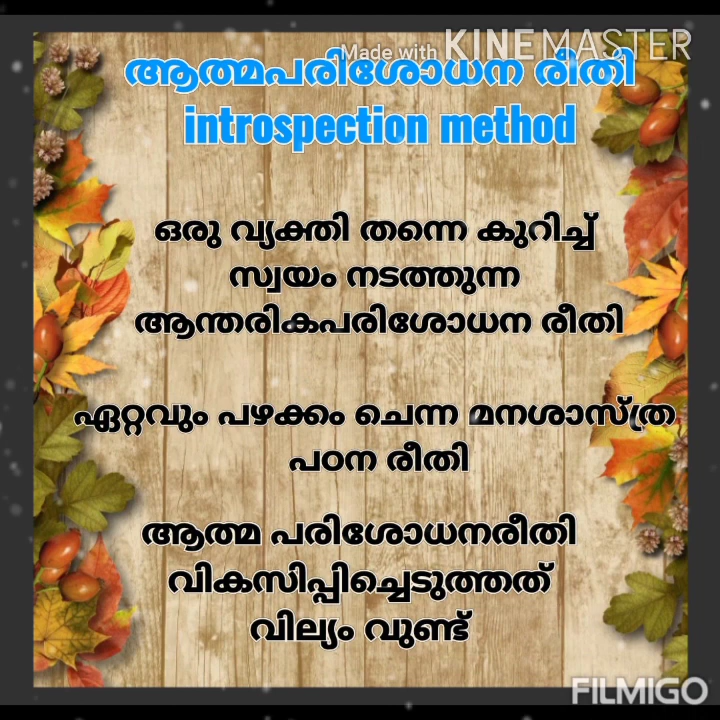 Made with KINEMASTER
ആത്മപരിശോധന രീതി
introspection method
ഒരു വ്യക്തി തന്നെ കുറിച്ച്
സ്വയം നടത്തുന്ന
ആന്തരികപരിശോധന രീതി
ഏറ്റവും പഴക്കം ചെന്ന മനശാസ്ത്ര
പഠന രീതി
ആത്മ പരിശോധനരീതി
വികസിപ്പിച്ചെടുത്തത്
വില്യം വുണ്ട്
FILMIGO